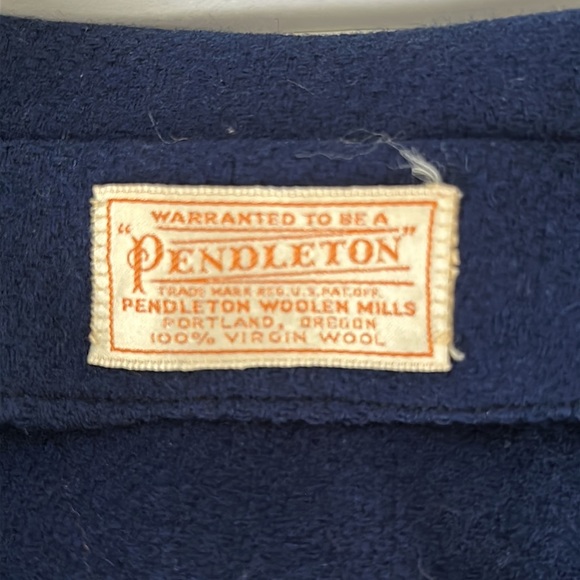 WARRANTED TO BE A
"PENDLETON"
TRADE MARK REG. U.S. PAT. OFF.
PENDLETON WOOLEN MILLS
PORTLAND, OREGON
100% VIRGIN WOOL